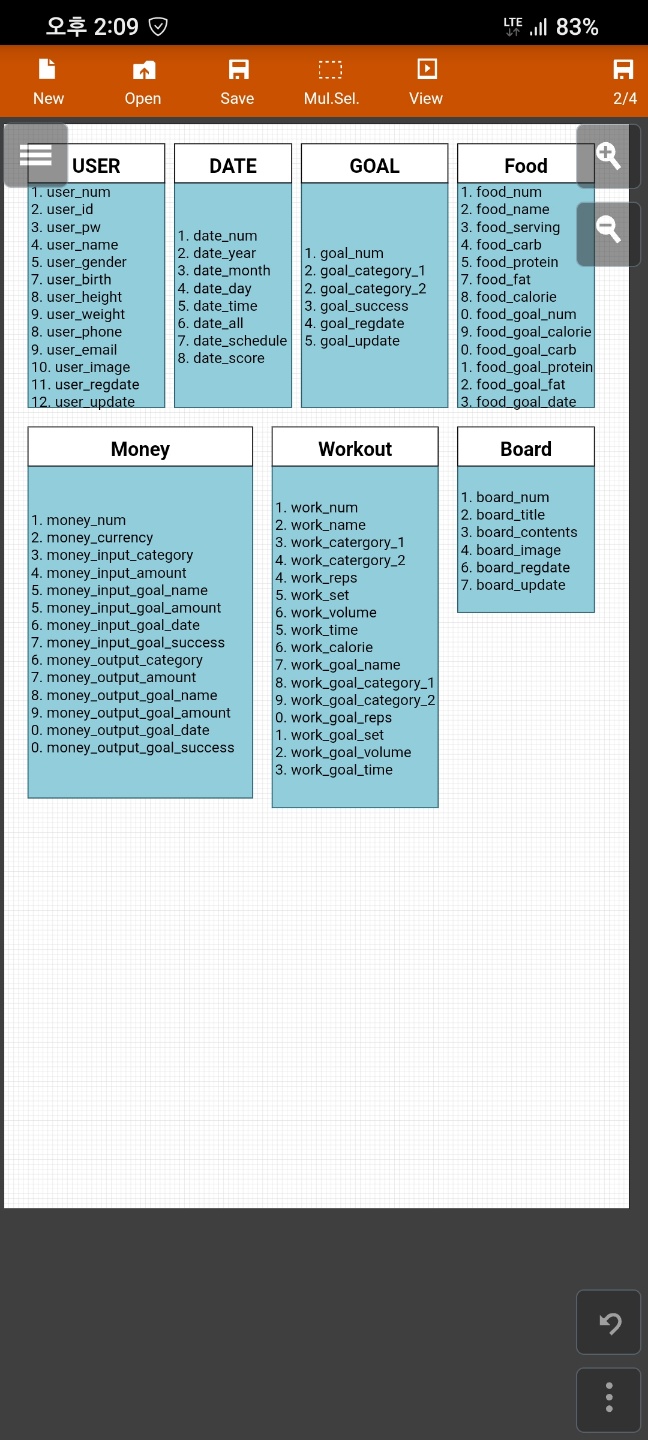 오후 2:09
LTE
83%
New Open Save Mul.Sel. View 2/4
USER
1. user_num
2. user_id
3. user_pw
4. user_name
5. user_gender
7. user_birth
8. user_height
9. user_weight
8. user_phone
9. user_email
10. user_image
11. user_regdate
12. user_update
DATE
1. date_num
2. date_year
3. date_month
4. date_day
5. date_time
6. date_all
7. date_schedule
8. date_score
GOAL
1. goal_num
2. goal_category_1
2. goal_category_2
3. goal_success
4. goal_regdate
5. goal_update
Food
1. food_num
2. food_name
3. food_serving
4. food_carb
5. food_protein
7. food_fat
8. food_calorie
0. food_goal_num
9. food_goal_calorie
0. food_goal_carb
1. food_goal_protein
2. food_goal_fat
3. food_goal_date
Money
1. money_num
2. money_currency
3. money_input_category
4. money_input_amount
5. money_input_goal_name
5. money_input_goal_amount
6. money_input_goal_date
7. money_input_goal_success
6. money_output_category
7. money_output_amount
8. money_output_goal_name
9. money_output_goal_amount
0. money_output_goal_date
0. money_output_goal_success
Workout
1. work_num
2. work_name
3. work_catergory_1
4. work_catergory_2
4. work_reps
5. work_set
6. work_volume
5. work_time
6. work_calorie
7. work_goal_name
8. work_goal_category_1
9. work_goal_category_2
0. work_goal_reps
1. work_goal_set
2. work_goal_volume
3. work_goal_time
Board
1. board_num
2. board_title
3. board_contents
4. board_image
6. board_regdate
7. board_update